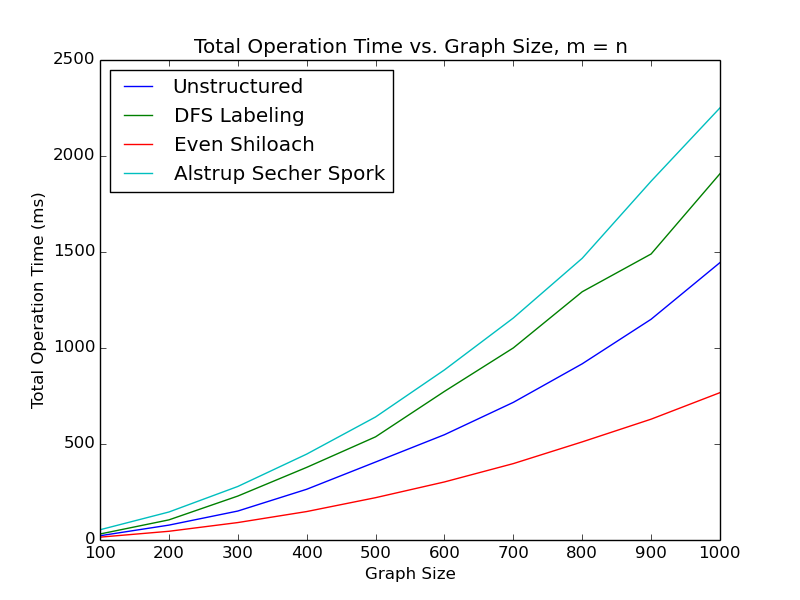 Total Operation Time vs. Graph Size, m = n
2500
2000
1500
1000
500
0
Total Operation Time (ms)
Unstructured
DFS Labeling
Even Shiloach
Alstrup Secher Spork
100 200 300 400 500 600 700 800 900 1000
Graph Size